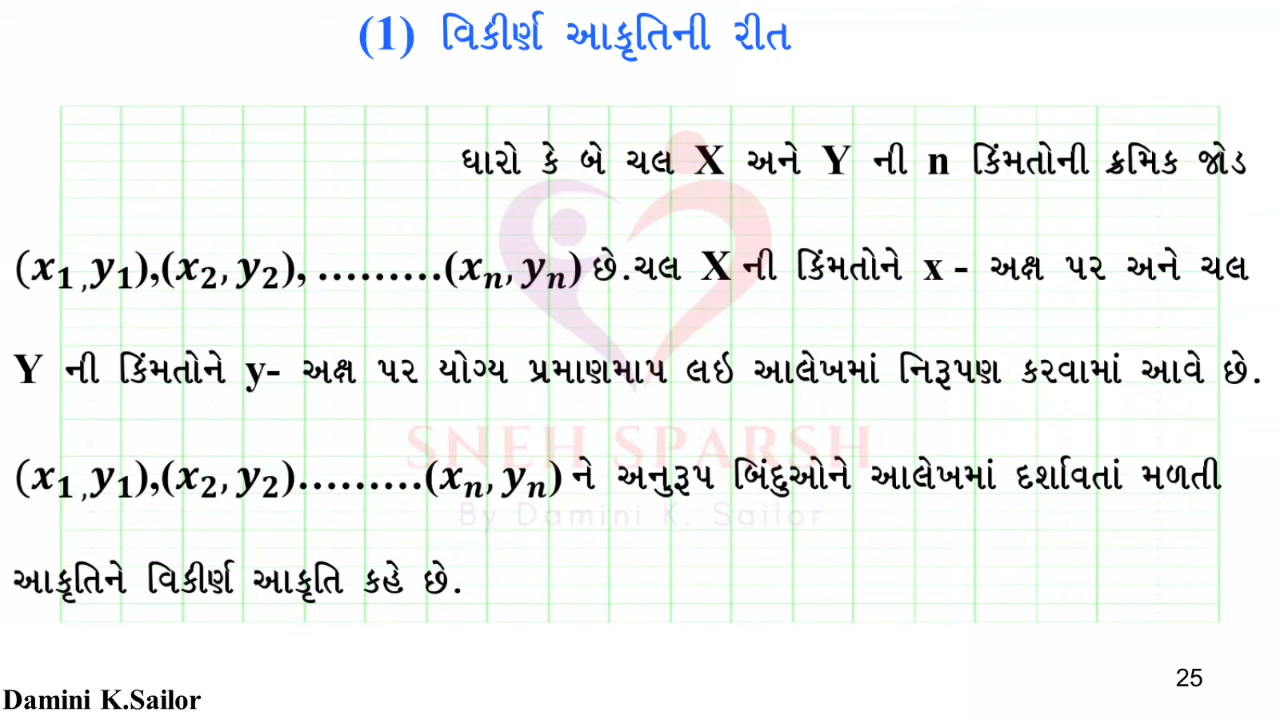 (1) વિકીર્ણ આકૃતિની રીત
ધારો કે બે ચલ X અને Y ની n કિંમતોની ક્રમિક જોડ
(x₁,y₁),(x₂,y₂), .........(xₙ,yₙ) છે.ચલ X ની કિંમતોને x - અક્ષ પર અને ચલ
Y ની કિંમતોને y- અક્ષ પર યોગ્ય પ્રમાણમાપ લઇ આલેખમાં નિરૂપણ કરવામાં આવે છે.
SNEH SPARSH
(x₁,y₁),(x₂,y₂).........(xₙ,yₙ) ને અનુરૂપ બિંદુઓને આલેખમાં દર્શાવતાં મળતી
By Damini K. Sailor
આકૃતિને વિકીર્ણ આકૃતિ કહે છે.
25
Damini K.Sailor